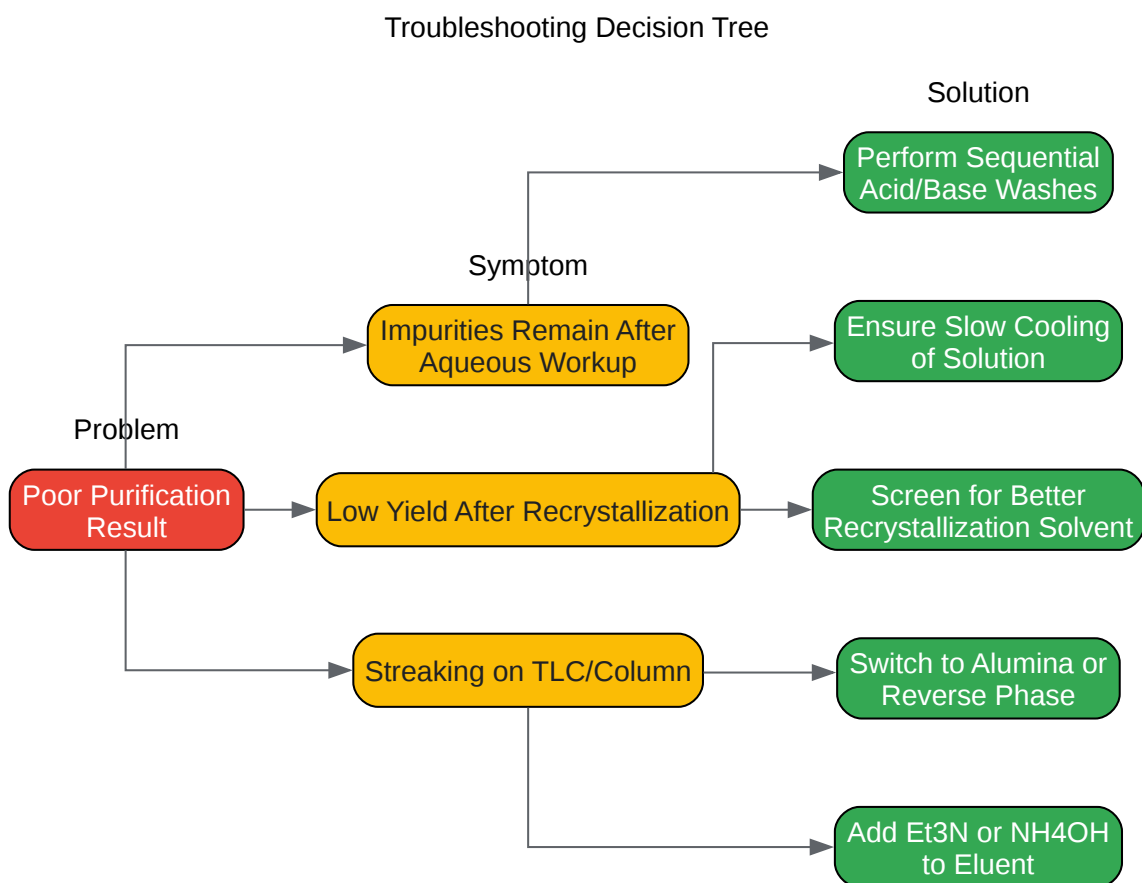 Troubleshooting Decision Tree
Solution
Perform Sequential
Acid/Base Washes
Symptom
Impurities Remain After
Aqueous Workup
Ensure Slow Cooling
of Solution
Problem
Poor Purification
Result
Low Yield After Recrystallization
Screen for Better
Recrystallization Solvent
Streaking on TLC/Column
Switch to Alumina or
Reverse Phase
Add Et3N or NH4OH
to Eluent